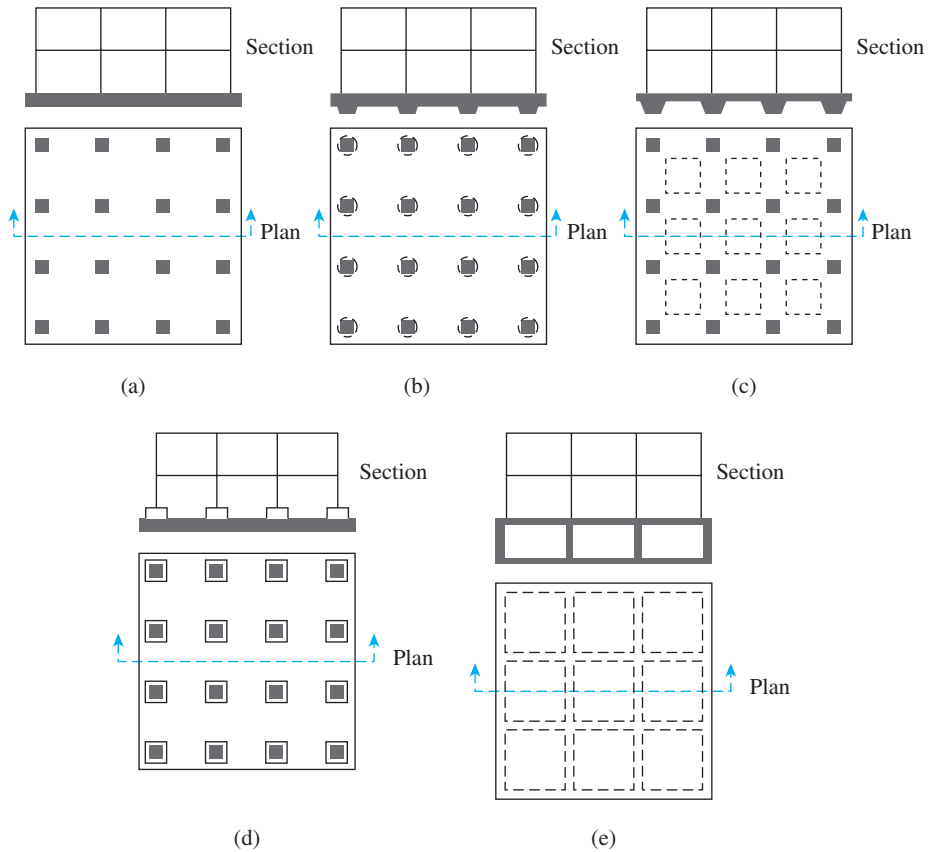 Section
Section
Section
Plan
Plan
Plan
(a)
(b)
(c)
Section
Section
Plan
Plan
(d)
(e)